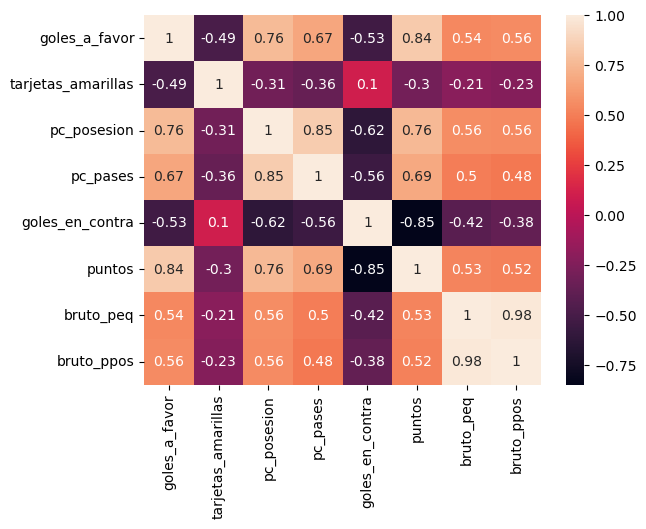 goles_a_favor 1 -0.49 0.76 0.67 -0.53 0.84 0.54 0.56
tarjetas_amarillas -0.49 1 -0.31 -0.36 0.1 -0.3 -0.21 -0.23
pc_posesion 0.76 -0.31 1 0.85 -0.62 0.76 0.56 0.56
pc_pases 0.67 -0.36 0.85 1 -0.56 0.69 0.5 0.48
goles_en_contra -0.53 0.1 -0.62 -0.56 1 -0.85 -0.42 -0.38
puntos 0.84 -0.3 0.76 0.69 -0.85 1 0.53 0.52
bruto_peq 0.54 -0.21 0.56 0.5 -0.42 0.53 1 0.98
bruto_ppos 0.56 -0.23 0.56 0.48 -0.38 0.52 0.98 1
goles_a_favor
tarjetas_amarillas
pc_posesion
pc_pases
goles_en_contra
puntos
bruto_peq
bruto_ppos
1.00
0.75
0.50
0.25
0.00
−0.25
−0.50
−0.75